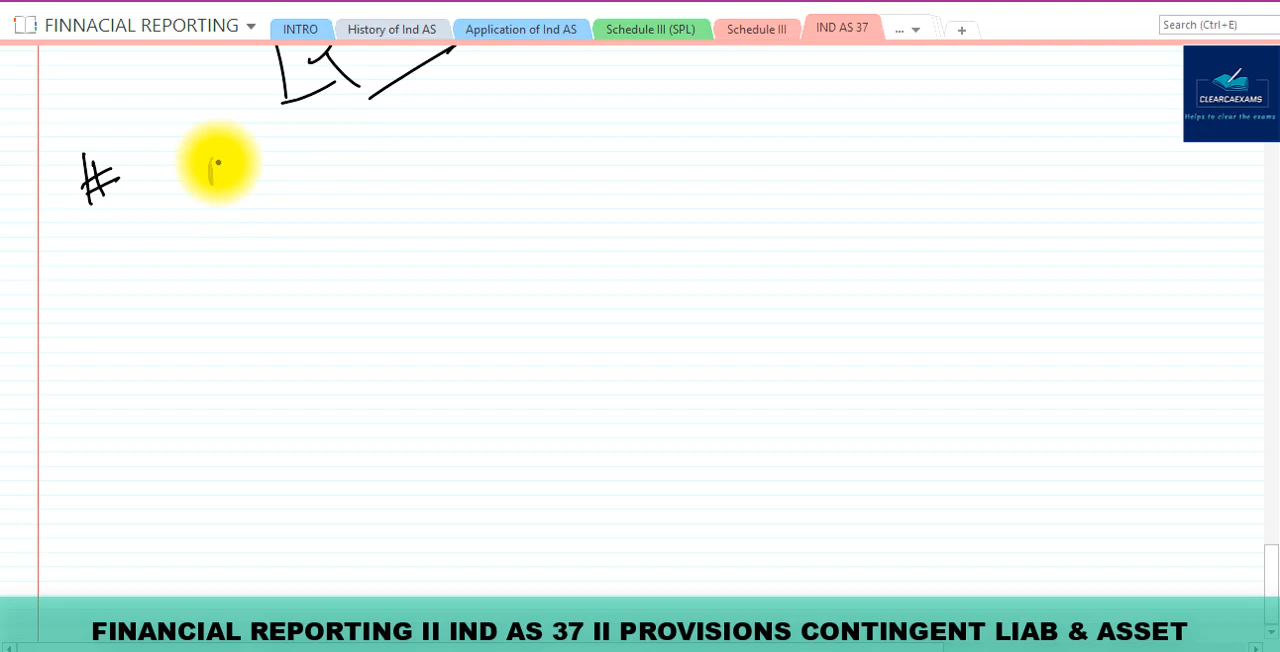 FINNACIAL REPORTING
INTRO
History of Ind AS
Application of Ind AS
Schedule III (SPL)
Schedule III
IND AS 37
...
+
Search (Ctrl+E)
CLEARCAEXAMS
Helps to clear the exams
#
FINANCIAL REPORTING II IND AS 37 II PROVISIONS CONTINGENT LIAB & ASSET